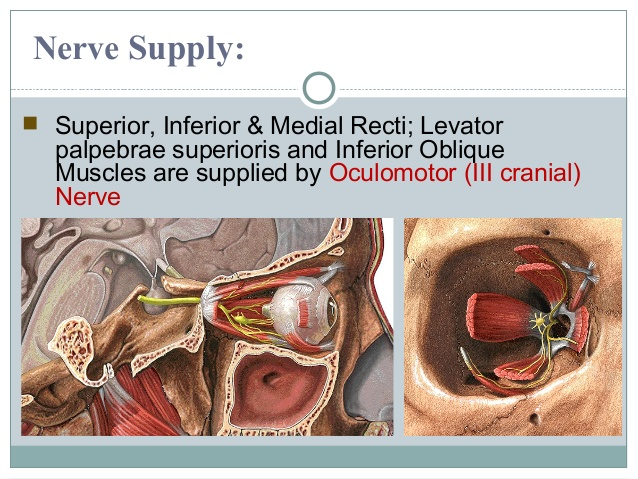 Nerve Supply:
Superior, Inferior & Medial Recti; Levator
palpebrae superioris and Inferior Oblique
Muscles are supplied by Oculomotor (III cranial)
Nerve